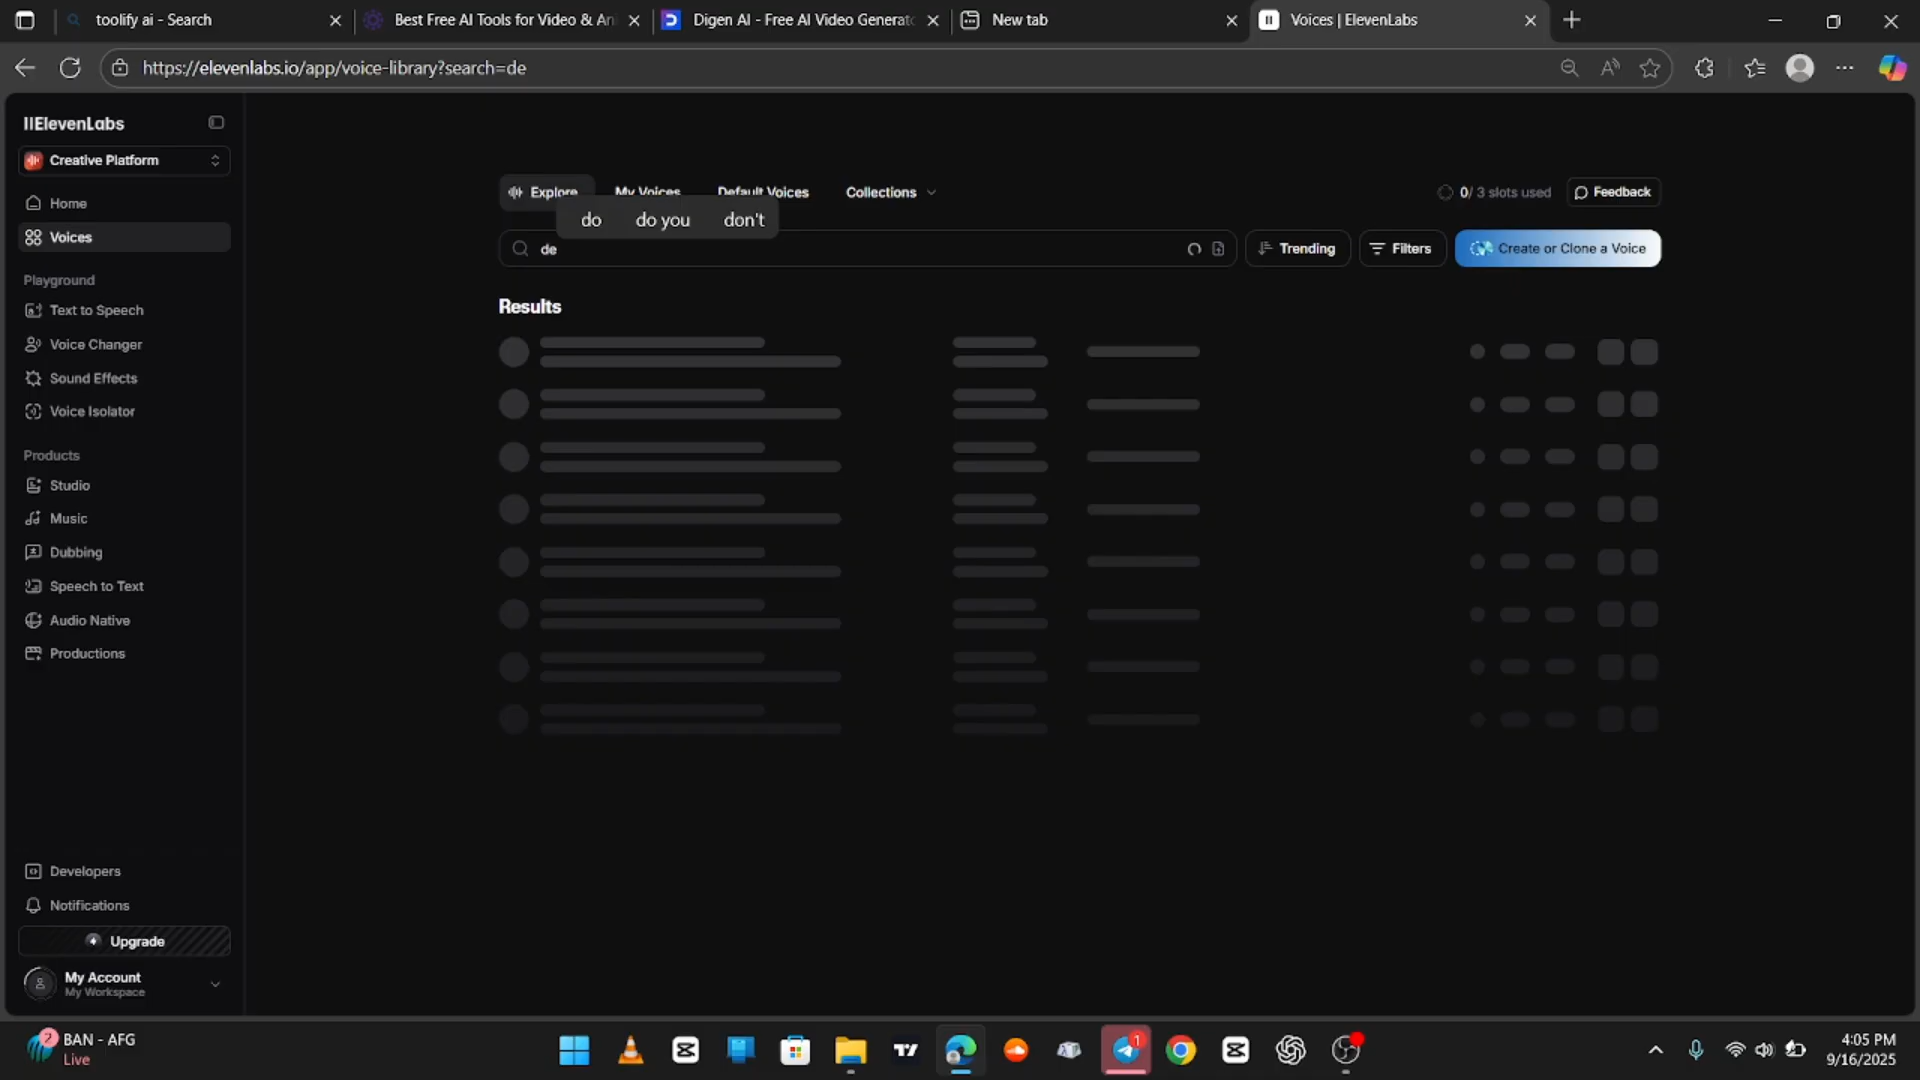 toolify ai - Search
Best Free AI Tools for Video & Ani
Digen AI - Free AI Video Generato
New tab
Voices | ElevenLabs
https://elevenlabs.io/app/voice-library?search=de
IIElevenLabs
Creative Platform
Home
Voices
Playground
Text to Speech
Voice Changer
Sound Effects
Voice Isolator
Products
Studio
Music
Dubbing
Speech to Text
Audio Native
Productions
Developers
Notifications
Upgrade
My Account
My Workspace
Explore
My Voices
Default Voices
Collections
0/ 3 slots used
Feedback
do
do you
don't
de
Trending
Filters
Create or Clone a Voice
Results
2
BAN - AFG
Live
1
4:05 PM
9/16/2025